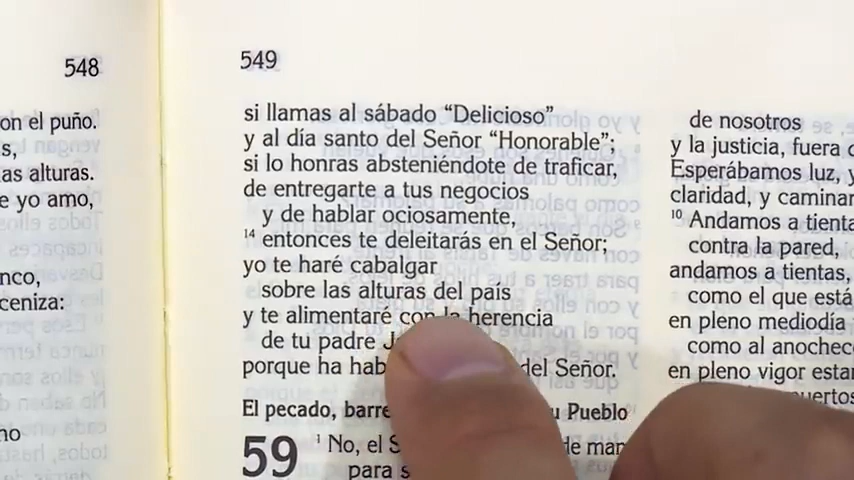 548
on el puño.
s,
as alturas.
e yo amo,
nco,
ceniza:
no
549
si llamas al sábado “Delicioso”
y al día santo del Señor “Honorable”;
si lo honras absteniéndote de traficar,
de entregarte a tus negocios
y de hablar ociosamente,
14 entonces te deleitarás en el Señor;
yo te haré cabalgar
sobre las alturas del país
y te alimentaré con la herencia
de tu padre J
porque ha hab del Señor.
El pecado, barre u Pueblo
59 1 No, el S de man
para s
de nosotros
y la justicia, fuera
Esperábamos luz, y
claridad, y caminar
10 Andamos a tienta
contra la pared,
andamos a tientas,
como el que está
en pleno mediodía
como al anochec
en pleno vigor estar
uertos